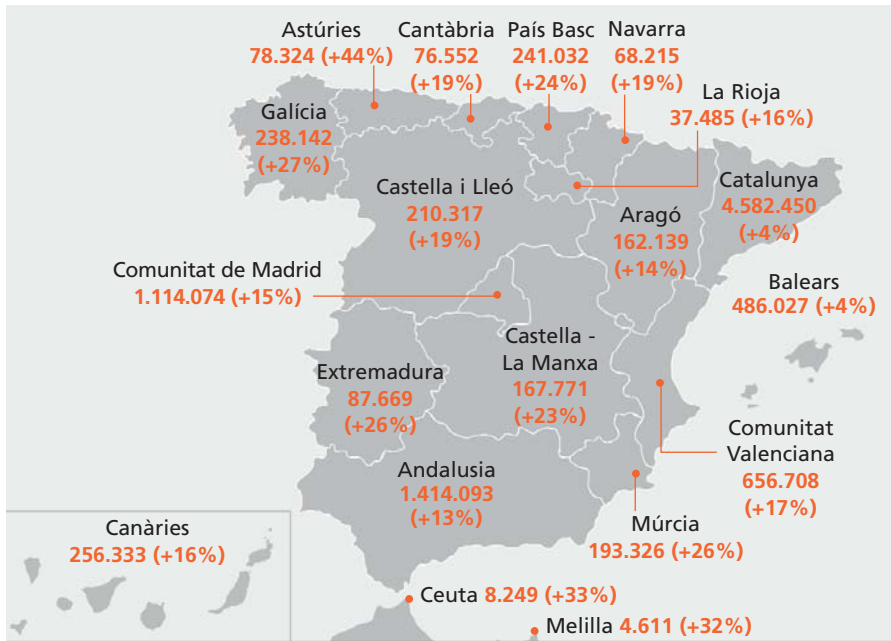 Astúries
78.324 (+44%)
Cantàbria
76.552
(+19%)
País Basc
241.032
(+24%)
Navarra
68.215
(+19%)
La Rioja
37.485 (+16%)
Galícia
238.142
(+27%)
Castella i Lleó
210.317
(+19%)
Aragó
162.139
(+14%)
Catalunya
4.582.450
(+4%)
Comunitat de Madrid
1.114.074 (+15%)
Balears
486.027 (+4%)
Castella -
La Manxa
167.771
(+23%)
Extremadura
87.669
(+26%)
Comunitat
Valenciana
656.708
(+17%)
Andalusia
1.414.093
(+13%)
Múrcia
193.326 (+26%)
Canàries
256.333 (+16%)
Ceuta 8.249 (+33%)
Melilla 4.611 (+32%)